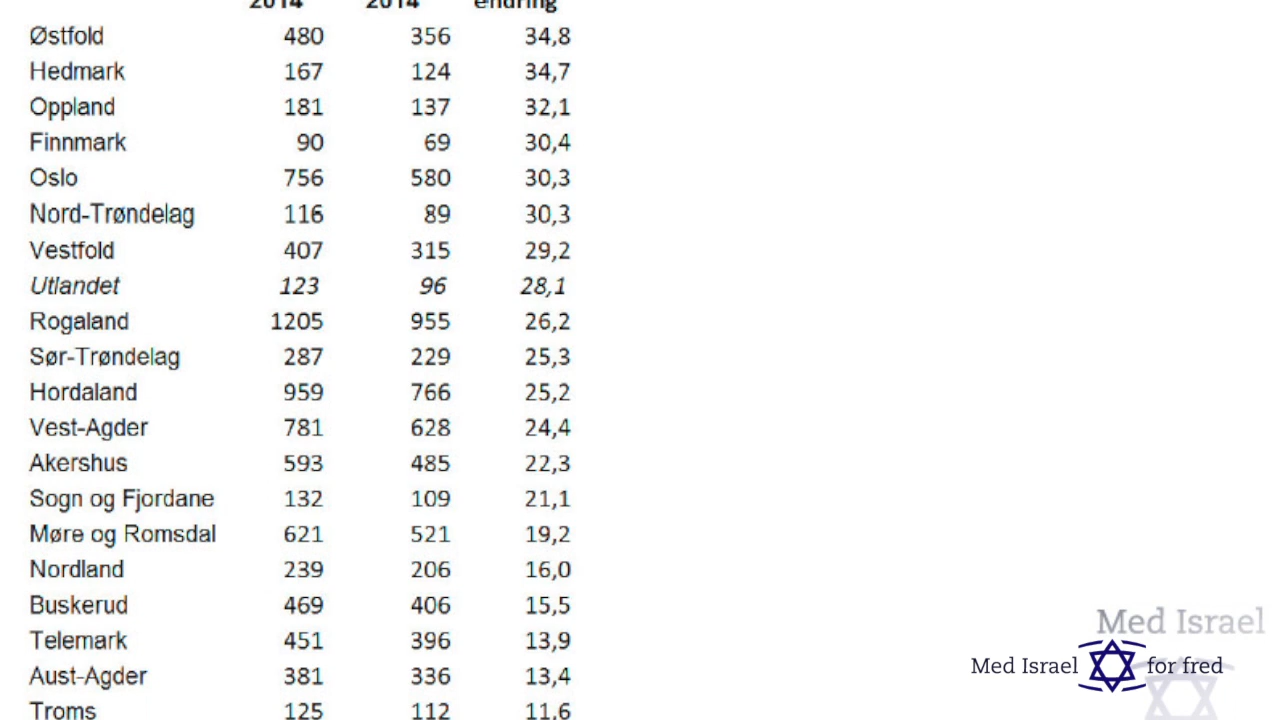 2014 2014 endring
Østfold 480 356 34,8
Hedmark 167 124 34,7
Oppland 181 137 32,1
Finnmark 90 69 30,4
Oslo 756 580 30,3
Nord-Trøndelag 116 89 30,3
Vestfold 407 315 29,2
Utlandet 123 96 28,1
Rogaland 1205 955 26,2
Sør-Trøndelag 287 229 25,3
Hordaland 959 766 25,2
Vest-Agder 781 628 24,4
Akershus 593 485 22,3
Sogn og Fjordane 132 109 21,1
Møre og Romsdal 621 521 19,2
Nordland 239 206 16,0
Buskerud 469 406 15,5
Telemark 451 396 13,9
Aust-Agder 381 336 13,4
Troms 125 112 11,6
Med Israel
Med Israel for fred